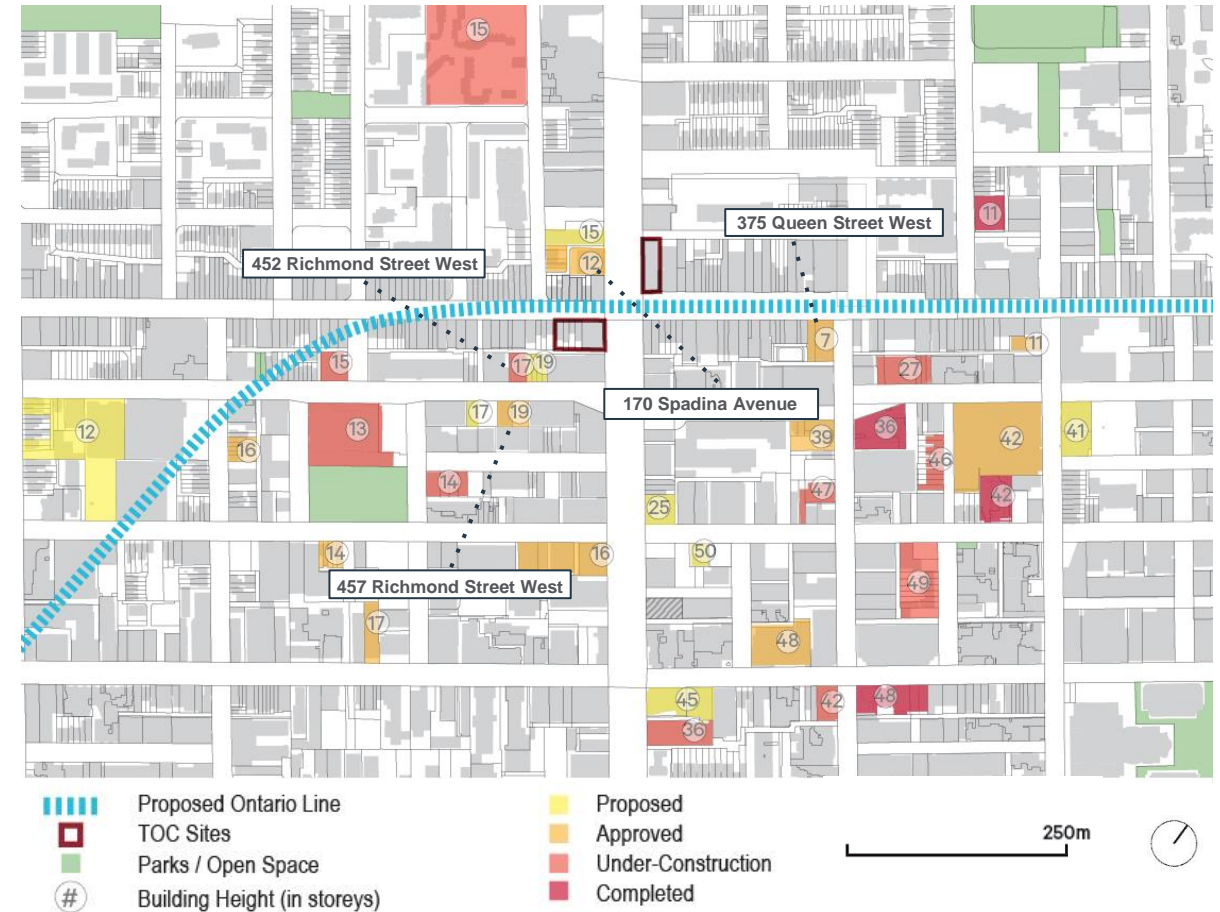 15
11
15
375 Queen Street West
452 Richmond Street West
12
7
11
15
17
19
27
170 Spadina Avenue
12
13
17
19
16
39
36
42
41
46
14
47
42
25
14
16
50
49
17
48
45
42
48
36
457 Richmond Street West
Proposed Ontario Line
TOC Sites
Parks / Open Space
# Building Height (in storeys)
Proposed
Approved
Under-Construction
Completed
250m